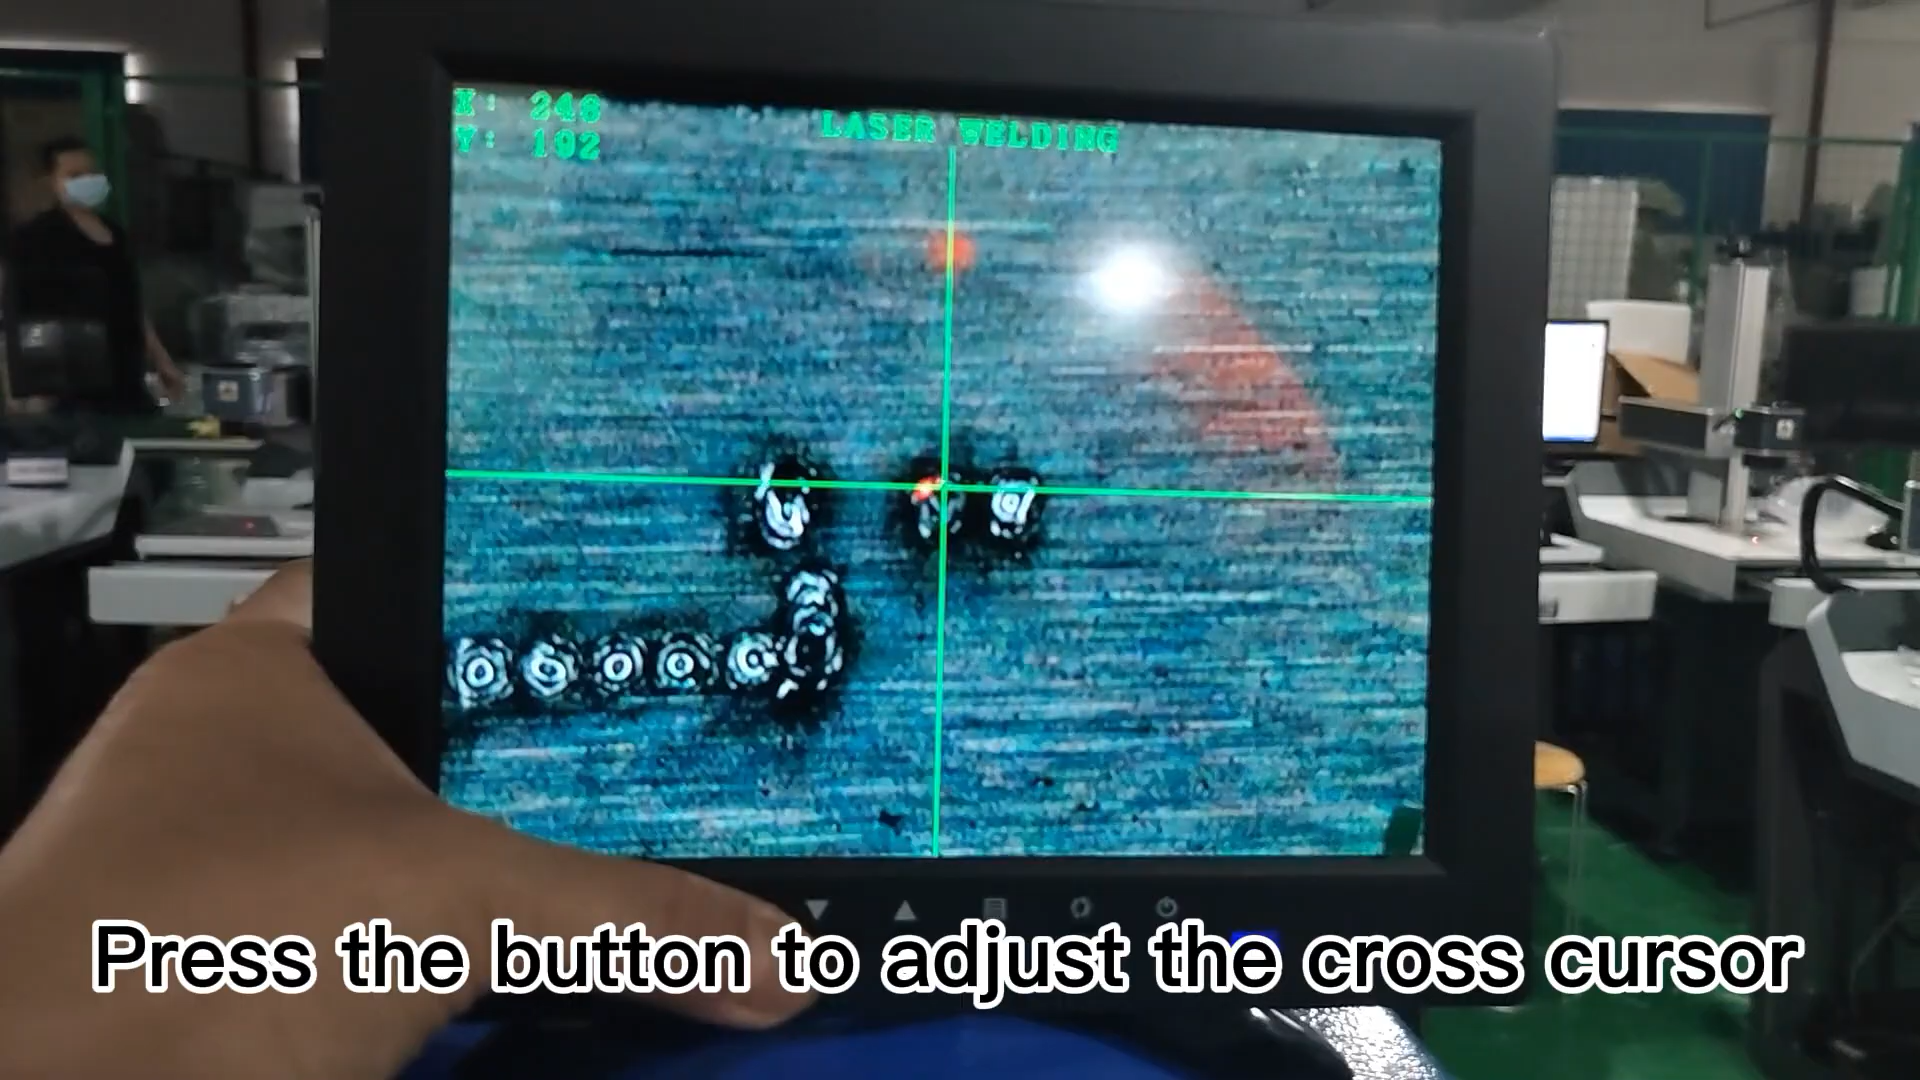 X: 248
Y: 102
LASER WELDING
Press the button to adjust the cross cursor